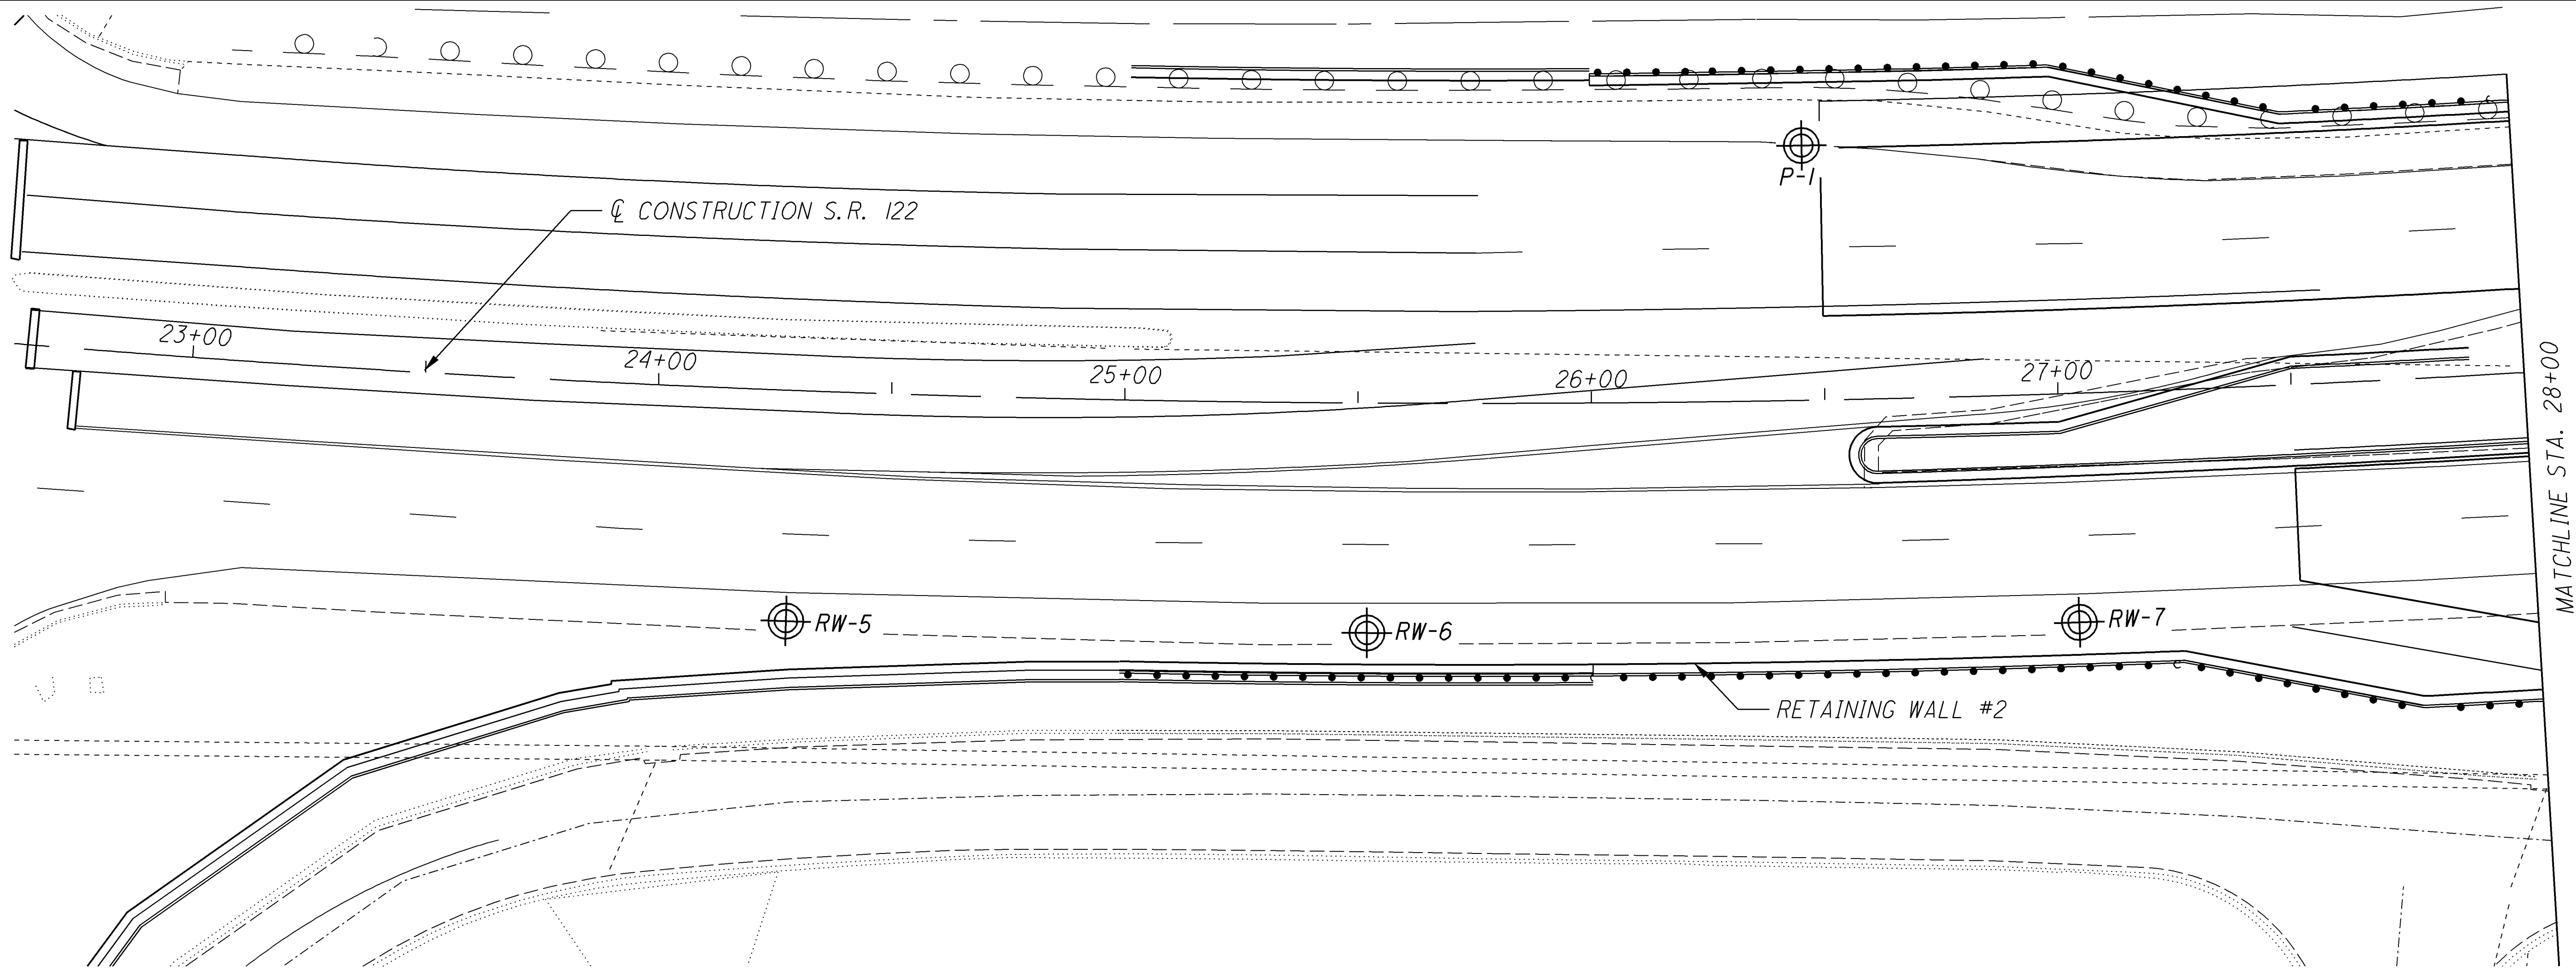 P-1
℄ CONSTRUCTION S.R. 122
23+00
24+00
25+00
26+00
27+00
MATCHLINE STA. 28+00
RW-5
RW-6
RW-7
RETAINING WALL #2